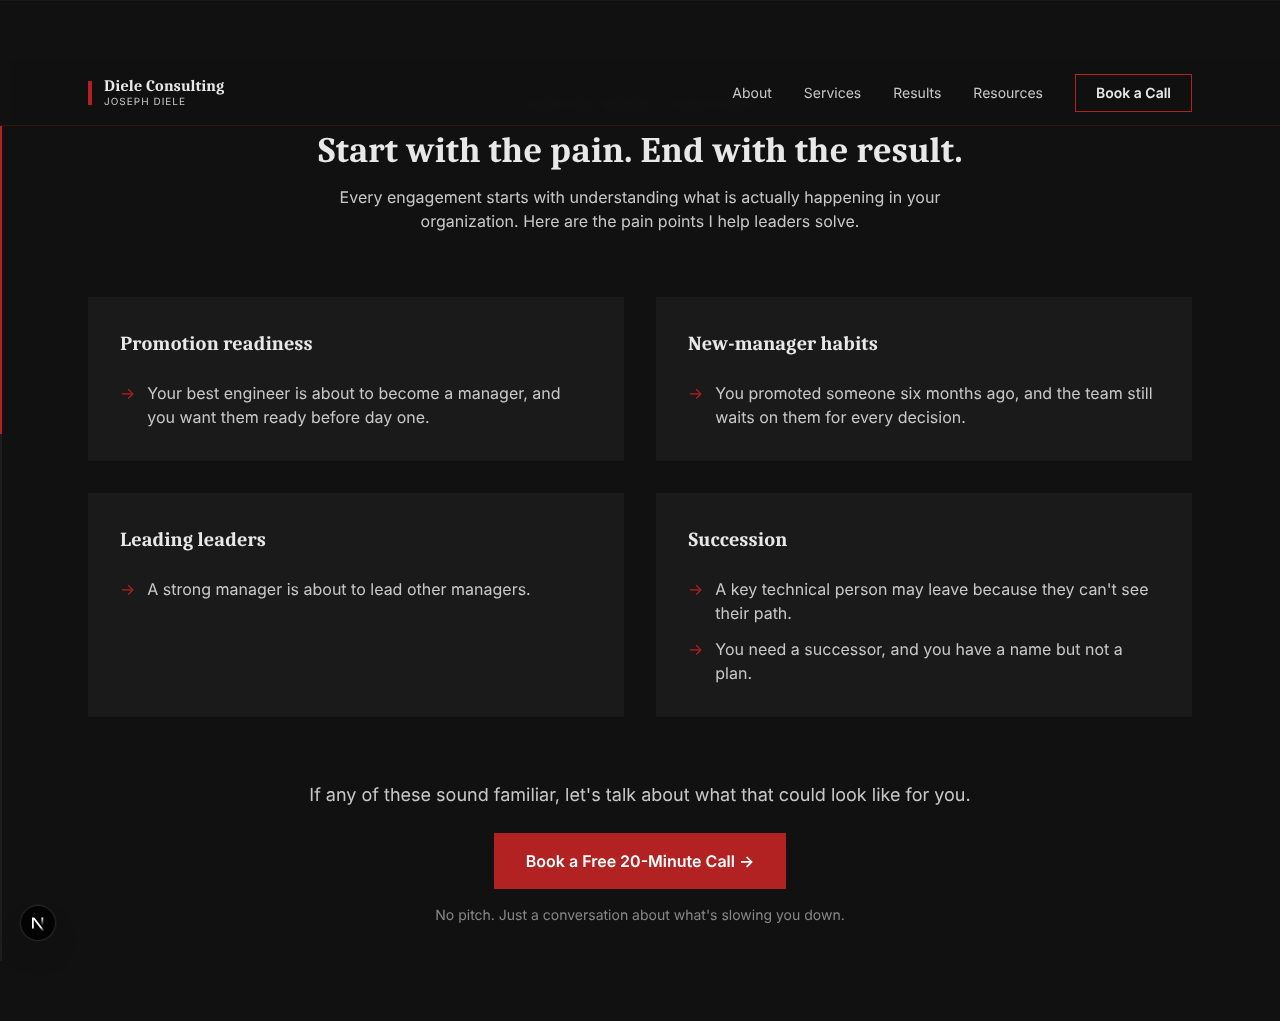 Diele Consulting
JOSEPH DIELE
About
Services
Results
Resources
Book a Call
Start with the pain. End with the result.
Every engagement starts with understanding what is actually happening in your
organization. Here are the pain points I help leaders solve.
Promotion readiness
→ Your best engineer is about to become a manager, and
you want them ready before day one.
New-manager habits
→ You promoted someone six months ago, and the team still
waits on them for every decision.
Leading leaders
→ A strong manager is about to lead other managers.
Succession
→ A key technical person may leave because they can't see
their path.
→ You need a successor, and you have a name but not a
plan.
If any of these sound familiar, let's talk about what that could look like for you.
Book a Free 20-Minute Call →
No pitch. Just a conversation about what's slowing you down.
N